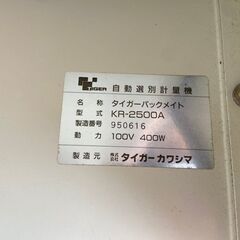 TIGER 自動選別計量機
名称 タイガーパックメイト
型式 KR-2500A
製造番号 950616
動力 100V 400W
製造元 株式会社 タイガーカワシマ